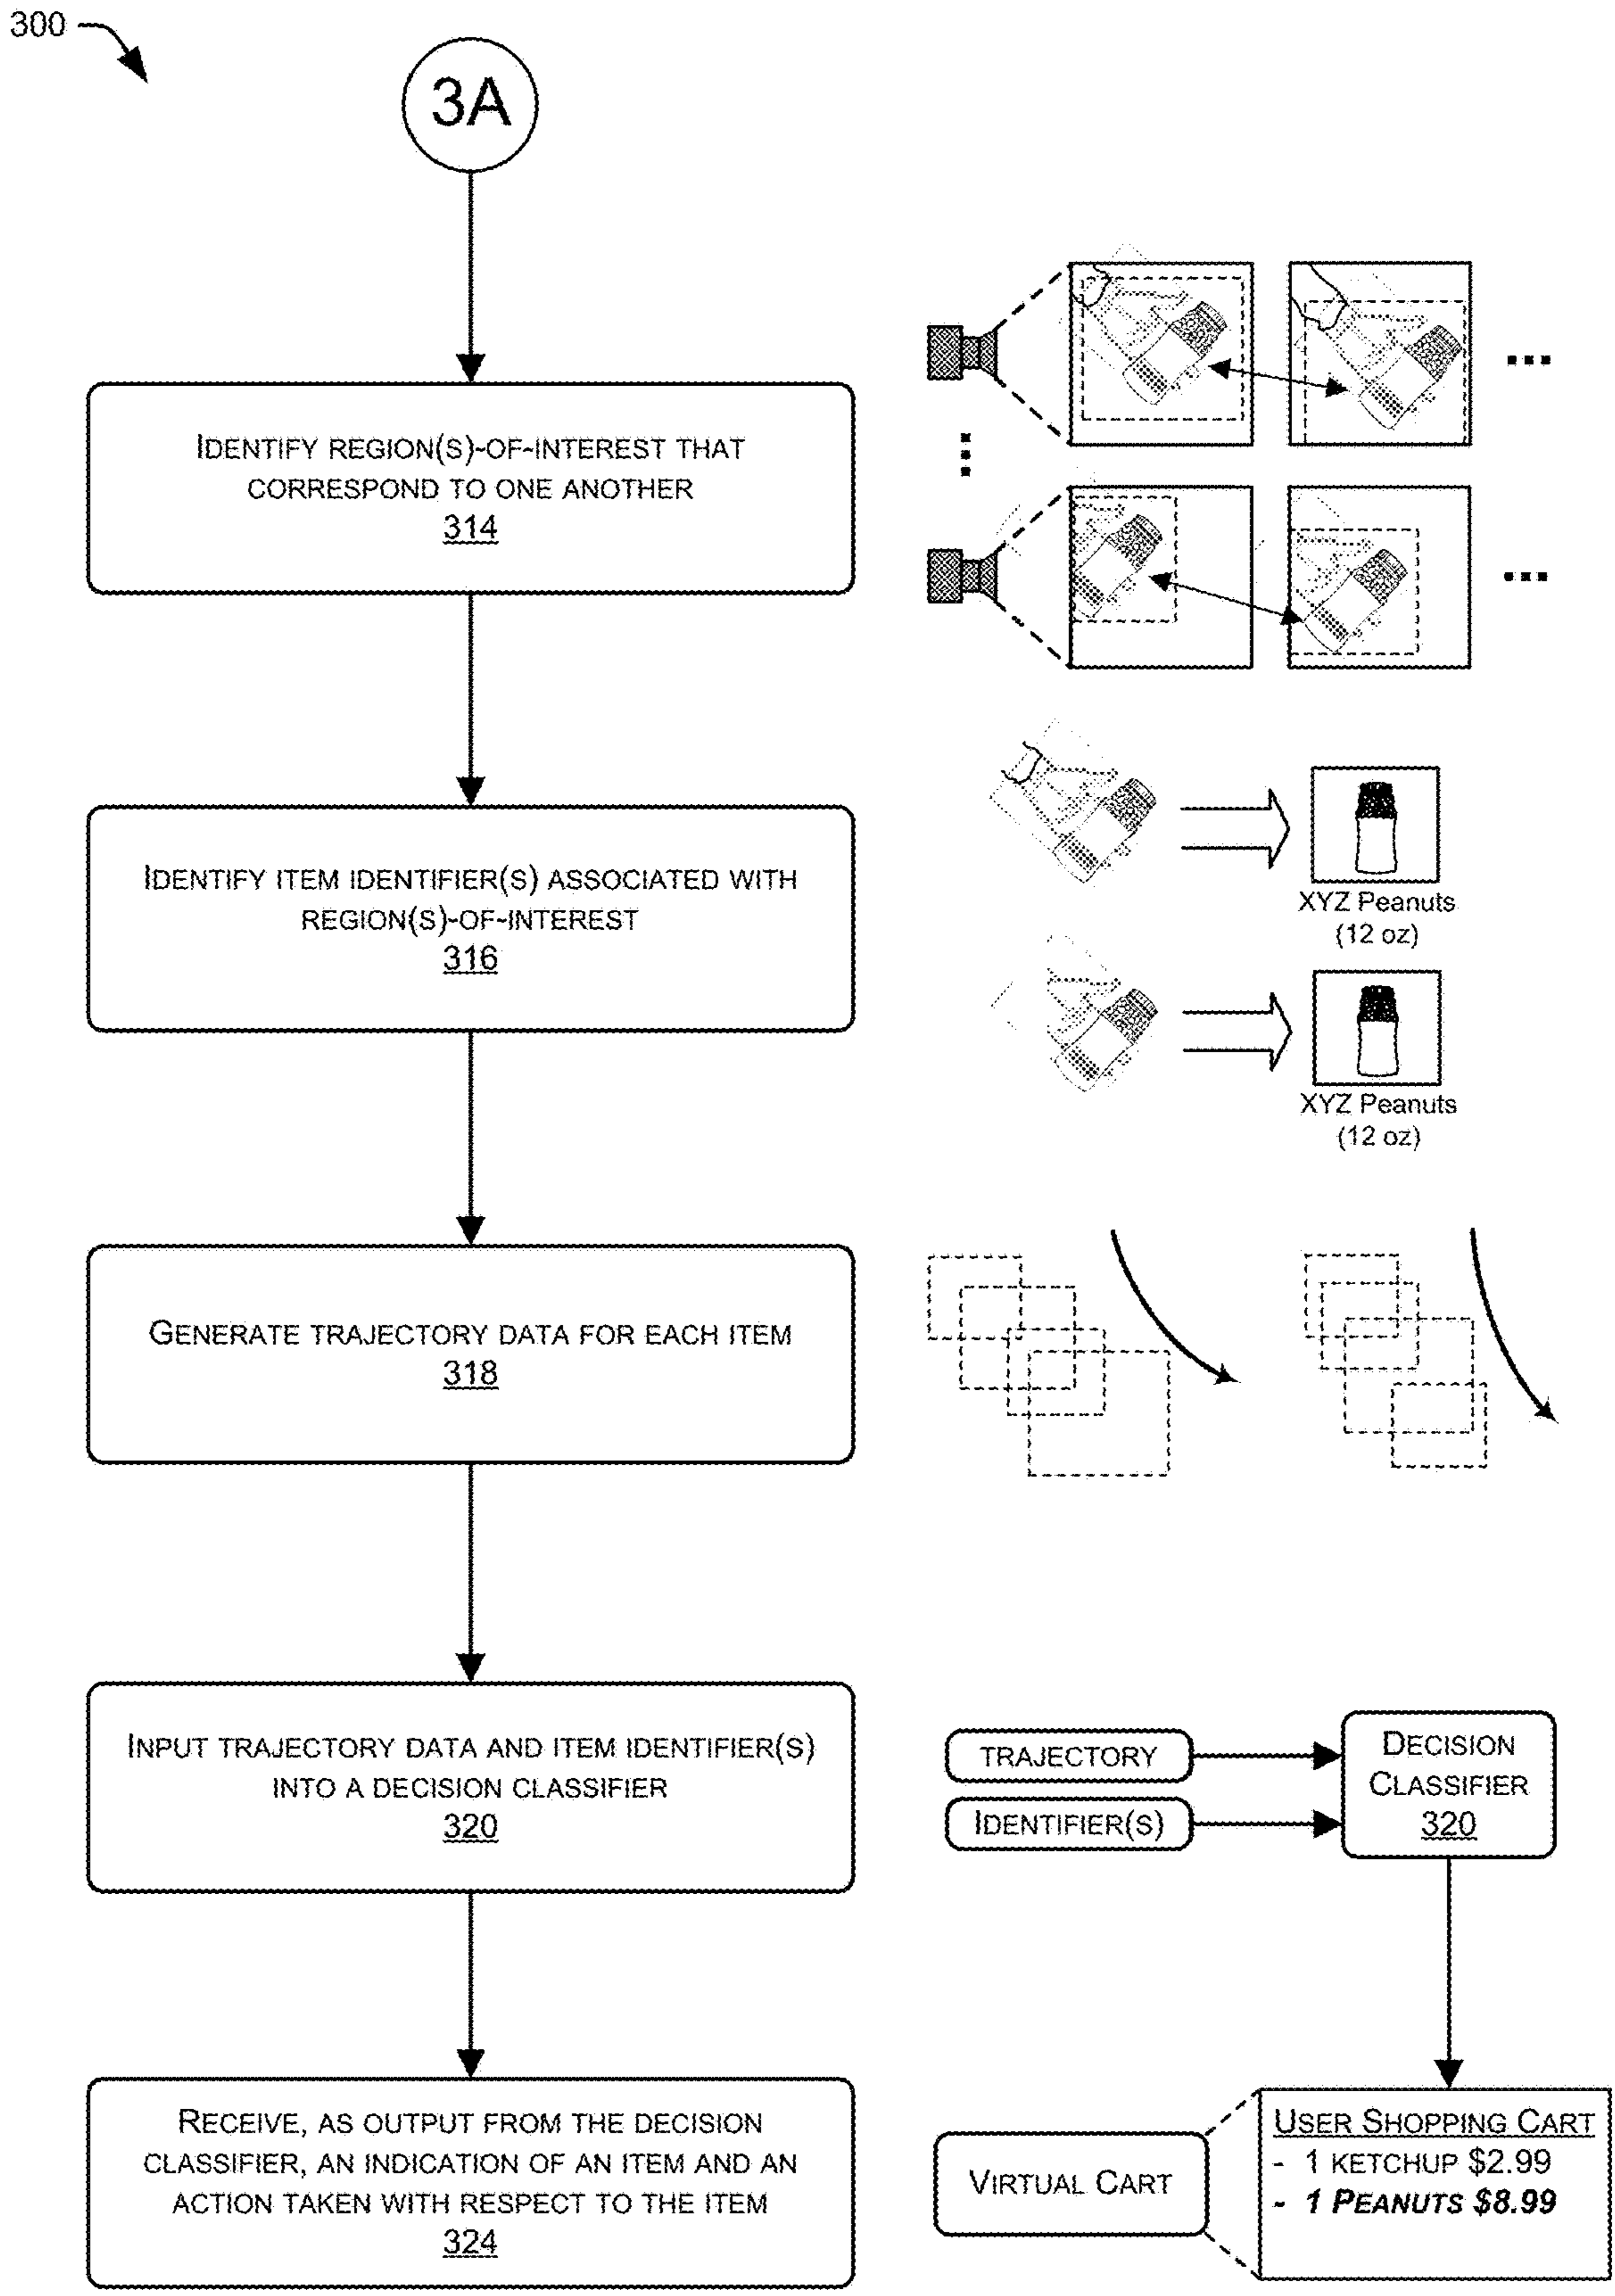 300
3A
IDENTIFY REGION(S)-OF-INTEREST THAT
CORRESPOND TO ONE ANOTHER
314
IDENTIFY ITEM IDENTIFIER(S) ASSOCIATED WITH
REGION(S)-OF-INTEREST
316
XYZ Peanuts
(12 oz)
XYZ Peanuts
(12 oz)
GENERATE TRAJECTORY DATA FOR EACH ITEM
318
INPUT TRAJECTORY DATA AND ITEM IDENTIFIER(S)
INTO A DECISION CLASSIFIER
320
TRAJECTORY
IDENTIFIER(S)
DECISION
CLASSIFIER
320
RECEIVE, AS OUTPUT FROM THE DECISION
CLASSIFIER, AN INDICATION OF AN ITEM AND AN
ACTION TAKEN WITH RESPECT TO THE ITEM
324
VIRTUAL CART
USER SHOPPING CART
- 1 KETCHUP $2.99
- 1 PEANUTS $8.99